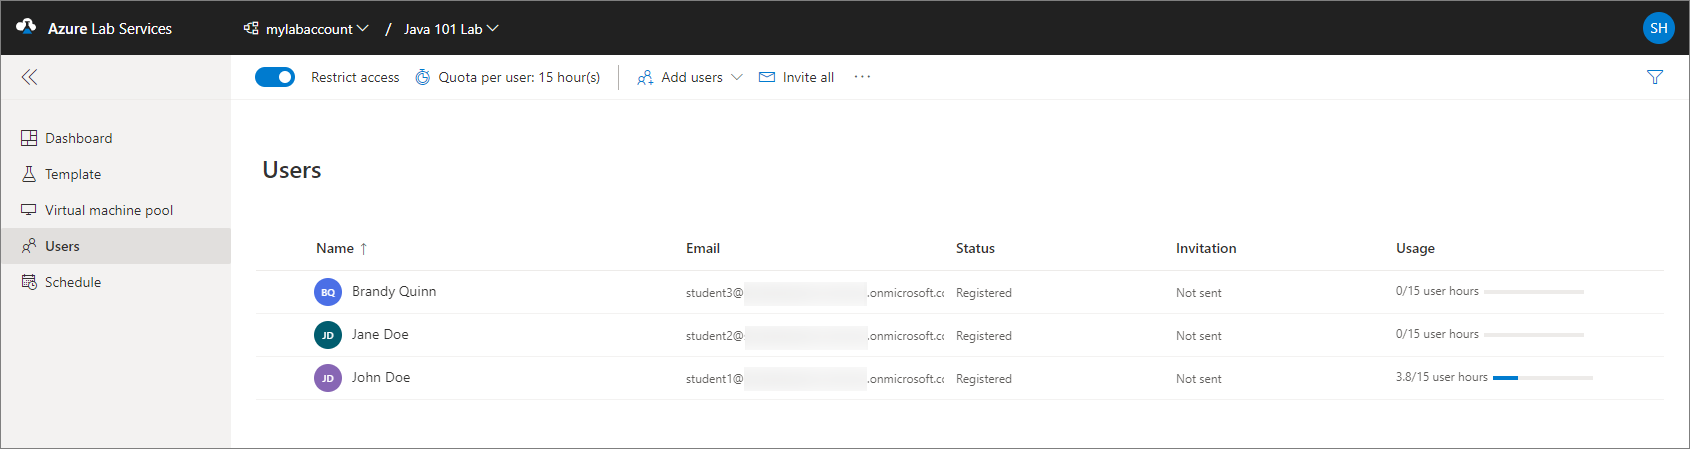 Azure Lab Services mylabaccount / Java 101 Lab SH
Restrict access Quota per user: 15 hour(s) Add users Invite all ...
Dashboard
Template
Virtual machine pool
Users
Schedule
Users
Name ↑ Email Status Invitation Usage
BQ Brandy Quinn student3@ .onmicrosoft.cc Registered Not sent 0/15 user hours
JD Jane Doe student2@ .onmicrosoft.cc Registered Not sent 0/15 user hours
JD John Doe student1@ .onmicrosoft.cc Registered Not sent 3.8/15 user hours